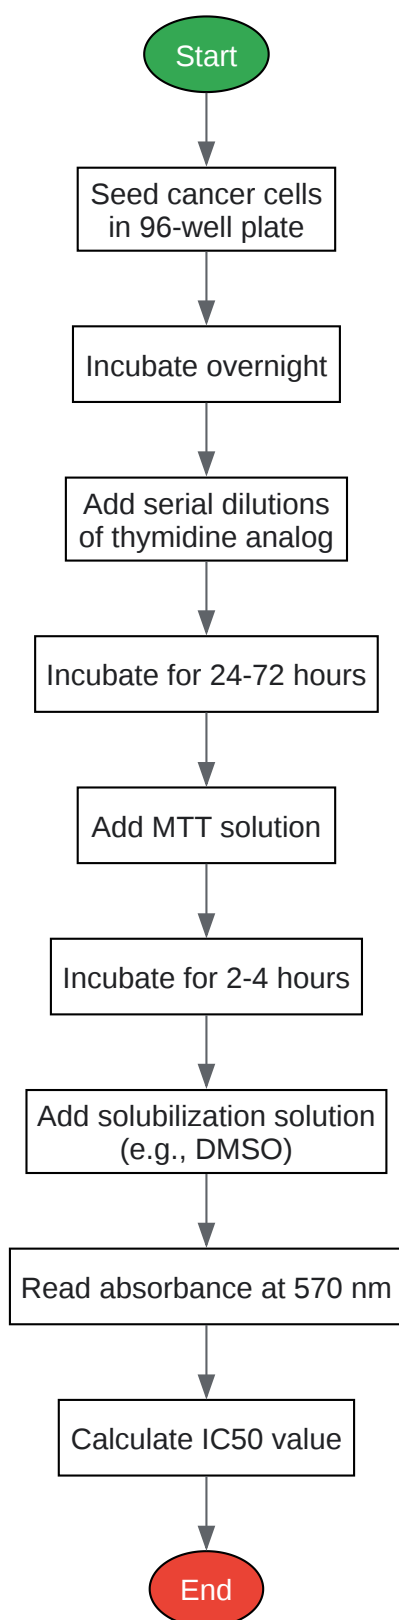 Start
Seed cancer cells
in 96-well plate
Incubate overnight
Add serial dilutions
of thymidine analog
Incubate for 24-72 hours
Add MTT solution
Incubate for 2-4 hours
Add solubilization solution
(e.g., DMSO)
Read absorbance at 570 nm
Calculate IC50 value
End